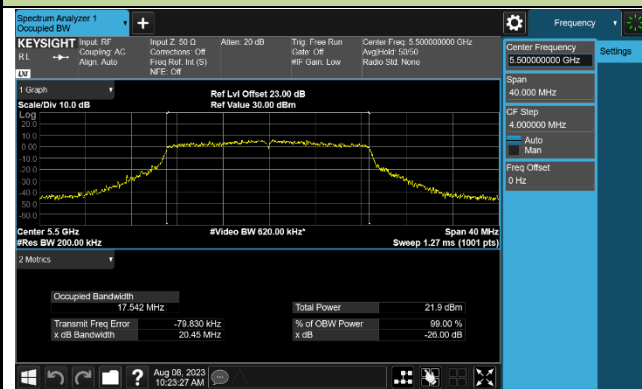 Spectrum Analyzer 1
Occupied BW
Frequency
KEYSIGHT
Input: RF
Coupling: AC
Align: Auto
Input Z: 50 Ω
Corrections: Off
Freq Ref: Int (S)
NFE: Off
Atten: 20 dB
Trig: Free Run
Gate: Off
#IF Gain: Low
Center Freq: 5.500000000 GHz
Avg|Hold: 50/50
Radio Std: None
RL
LXI
Center Frequency
5.500000000 GHz
Settings
Span
40.000 MHz
CF Step
4.000000 MHz
Auto
Man
Freq Offset
0 Hz
1 Graph
Scale/Div 10.0 dB
Ref Lvl Offset 23.00 dB
Ref Value 30.00 dBm
Log
20.0
10.0
0.00
-10.0
-20.0
-30.0
-40.0
-50.0
-60.0
Center 5.5 GHz
#Video BW 620.00 kHz*
Span 40 MHz
#Res BW 200.00 kHz
Sweep 1.27 ms (1001 pts)
2 Metrics
Occupied Bandwidth
17.542 MHz
Total Power
21.9 dBm
Transmit Freq Error
-79.830 kHz
% of OBW Power
99.00 %
x dB Bandwidth
20.45 MHz
x dB
-26.00 dB
Aug 08, 2023
10:23:27 AM